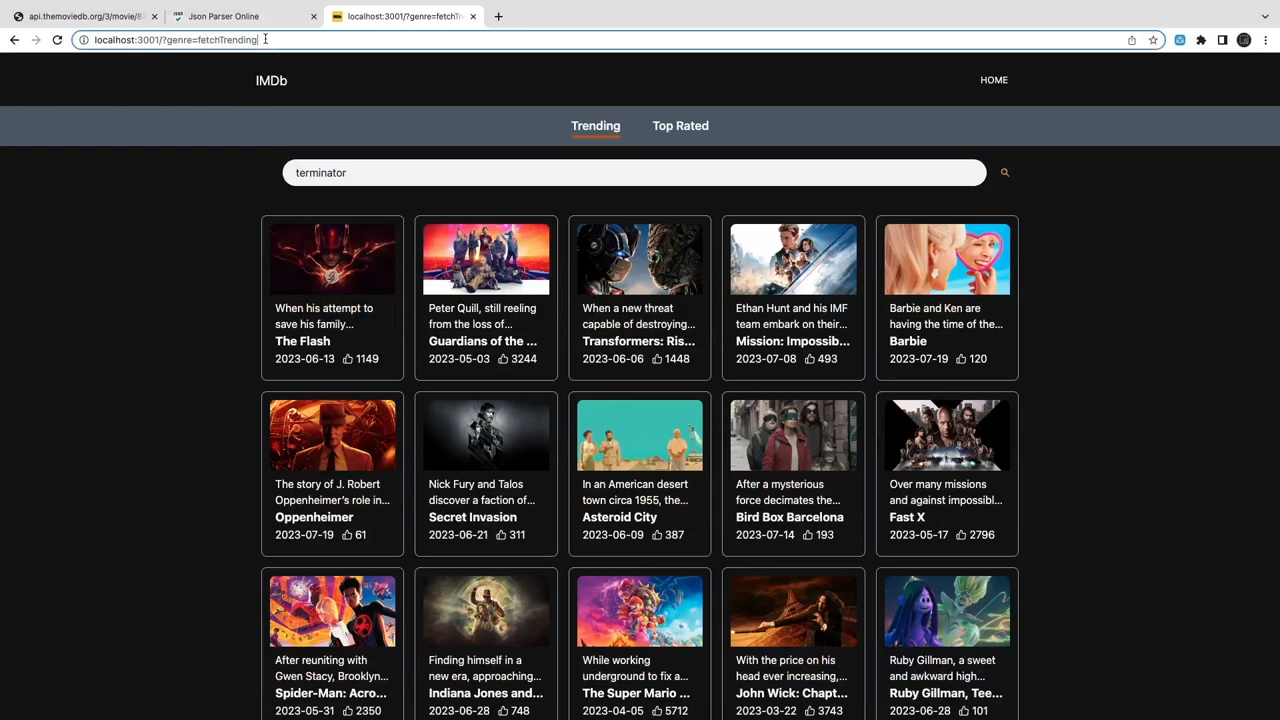 api.themoviedb.org/3/movie/8
Json Parser Online
localhost:3001/?genre=fetchTr
localhost:3001/?genre=fetchTrending
IMDb
HOME
Trending
Top Rated
terminator
When his attempt to
save his family...
The Flash
2023-06-13 1149
Peter Quill, still reeling
from the loss of...
Guardians of the ...
2023-05-03 3244
When a new threat
capable of destroying...
Transformers: Ris...
2023-06-06 1448
Ethan Hunt and his IMF
team embark on their...
Mission: Impossib...
2023-07-08 493
Barbie and Ken are
having the time of the...
Barbie
2023-07-19 120
The story of J. Robert
Oppenheimer's role in...
Oppenheimer
2023-07-19 61
Nick Fury and Talos
discover a faction of...
Secret Invasion
2023-06-21 311
In an American desert
town circa 1955, the...
Asteroid City
2023-06-09 387
After a mysterious
force decimates the...
Bird Box Barcelona
2023-07-14 193
Over many missions
and against impossibl...
Fast X
2023-05-17 2796
After reuniting with
Gwen Stacy, Brooklyn...
Spider-Man: Acro...
2023-05-31 2350
Finding himself in a
new era, approaching...
Indiana Jones and...
2023-06-28 748
While working
underground to fix a...
The Super Mario ...
2023-04-05 5712
With the price on his
head ever increasing,...
John Wick: Chapt...
2023-03-22 3743
Ruby Gillman, a sweet
and awkward high...
Ruby Gillman, Tee...
2023-06-28 101